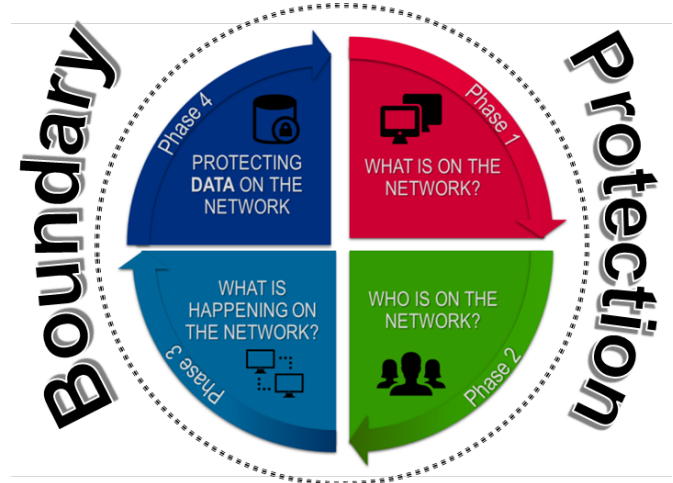 Boundary
Protection
Phase 1
WHAT IS ON THE
NETWORK?
Phase 2
WHO IS ON THE
NETWORK?
Phase 3
WHAT IS
HAPPENING ON
THE NETWORK?
Phase 4
PROTECTING
DATA ON THE
NETWORK